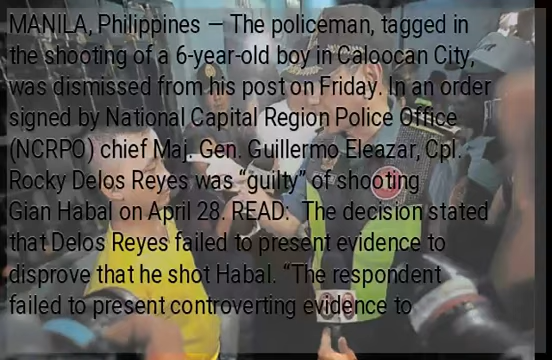 MANILA, Philippines — The policeman, tagged in
the shooting of a 6-year-old boy in Caloocan City,
was dismissed from his post on Friday. In an order
signed by National Capital Region Police Office
(NCRPO) chief Maj. Gen. Guillermo Eleazar, Cpl.
Rocky Delos Reyes was “guilty” of shooting
Gian Habal on April 28. READ:  The decision stated
that Delos Reyes failed to present evidence to
disprove that he shot Habal. “The respondent
failed to present controverting evidence to